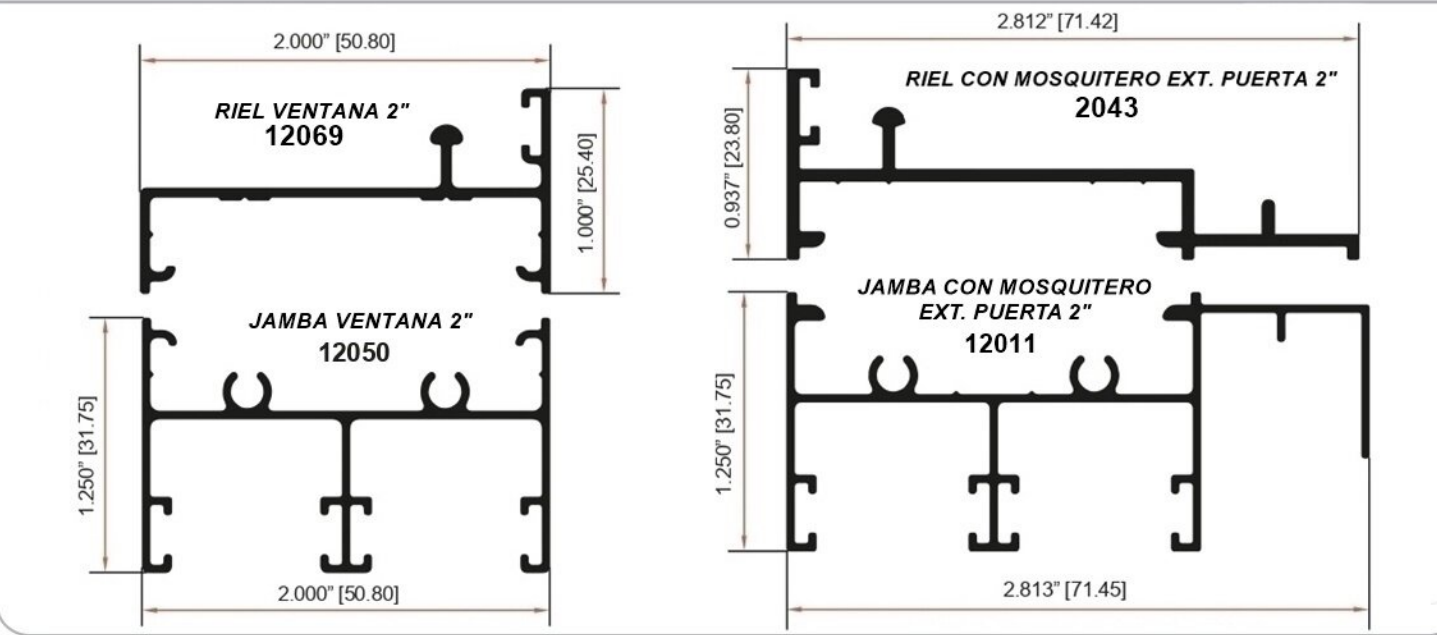 2.000” [50.80]
RIEL VENTANA 2"
12069
1.000” [25.40]
JAMBA VENTANA 2"
12050
1.250” [31.75]
2.000” [50.80]
2.812” [71.42]
RIEL CON MOSQUITERO EXT. PUERTA 2"
2043
0.937” [23.80]
JAMBA CON MOSQUITERO
EXT. PUERTA 2"
12011
1.250” [31.75]
2.813” [71.45]